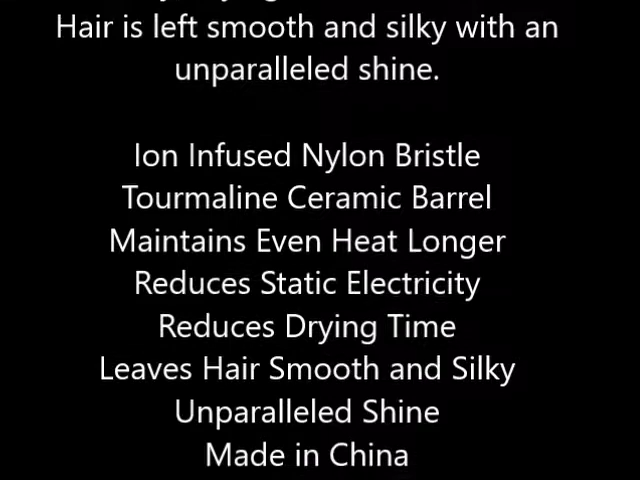 Hair is left smooth and silky with an
unparalleled shine.
Ion Infused Nylon Bristle
Tourmaline Ceramic Barrel
Maintains Even Heat Longer
Reduces Static Electricity
Reduces Drying Time
Leaves Hair Smooth and Silky
Unparalleled Shine
Made in China